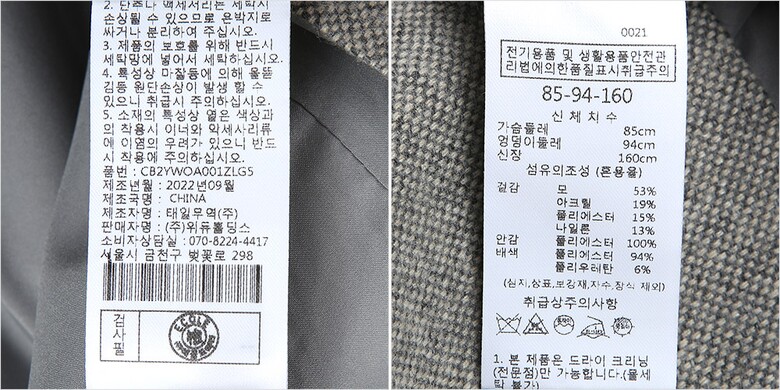 2. 단추나 액세서리는 세탁시
손상될 수 있으므로 은박지로
싸거나 분리하여 주십시오.
3. 제품의 보호를 위해 반드시
세탁망에 넣어서 세탁하십시오.
4. 특성상 마찰등에 의해 올뜯
김등 원단손상이 발생 할 수
있으니 취급시 주의하십시오.
5. 소재의 특성상 옅은 색상과
의 착용시 이너와 악세사리류
에 이염의 우려가 있으니 반드
시 착용에 주의하십시오.
품번 : CB2YWOA001ZLG5
제조년월 : 2022년09월
제조국명 : CHINA
제조자명 : 태일무역(주)
판매자명 : (주)위듀홀딩스
소비자상담실 : 070-8224-4417
서울시 금천구 벚꽃로 298
검사필
ECOLE
0021
전기용품 및 생활용품안전관
리법에의한품질표시취급주의
85-94-160
신체치수
가슴둘레 85cm
엉덩이둘레 94cm
신장 160cm
섬유의조성 (혼용율)
겉감 모 53%
아크릴 19%
폴리에스터 15%
나일론 13%
안감 폴리에스터 100%
배색 폴리에스터 94%
폴리우레탄 6%
(심지,상표,보강재,자수,장식 제외)
취급상주의사항
1. 본 제품은 드라이 크리닝
(전문점)만 가능합니다.(물세
탁 불가)